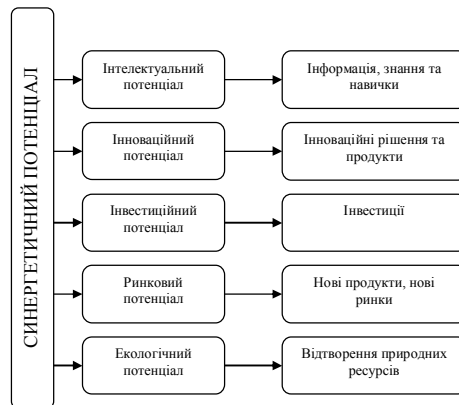 СИНЕРГЕТИЧНИЙ ПОТЕНЦІАЛ
Інтелектуальний
потенціал
Інформація, знання та
навички
Інноваційний
потенціал
Інноваційні рішення та
продукти
Інвестиційний
потенціал
Інвестиції
Ринковий
потенціал
Нові продукти, нові
ринки
Екологічний
потенціал
Відтворення природних
ресурсів